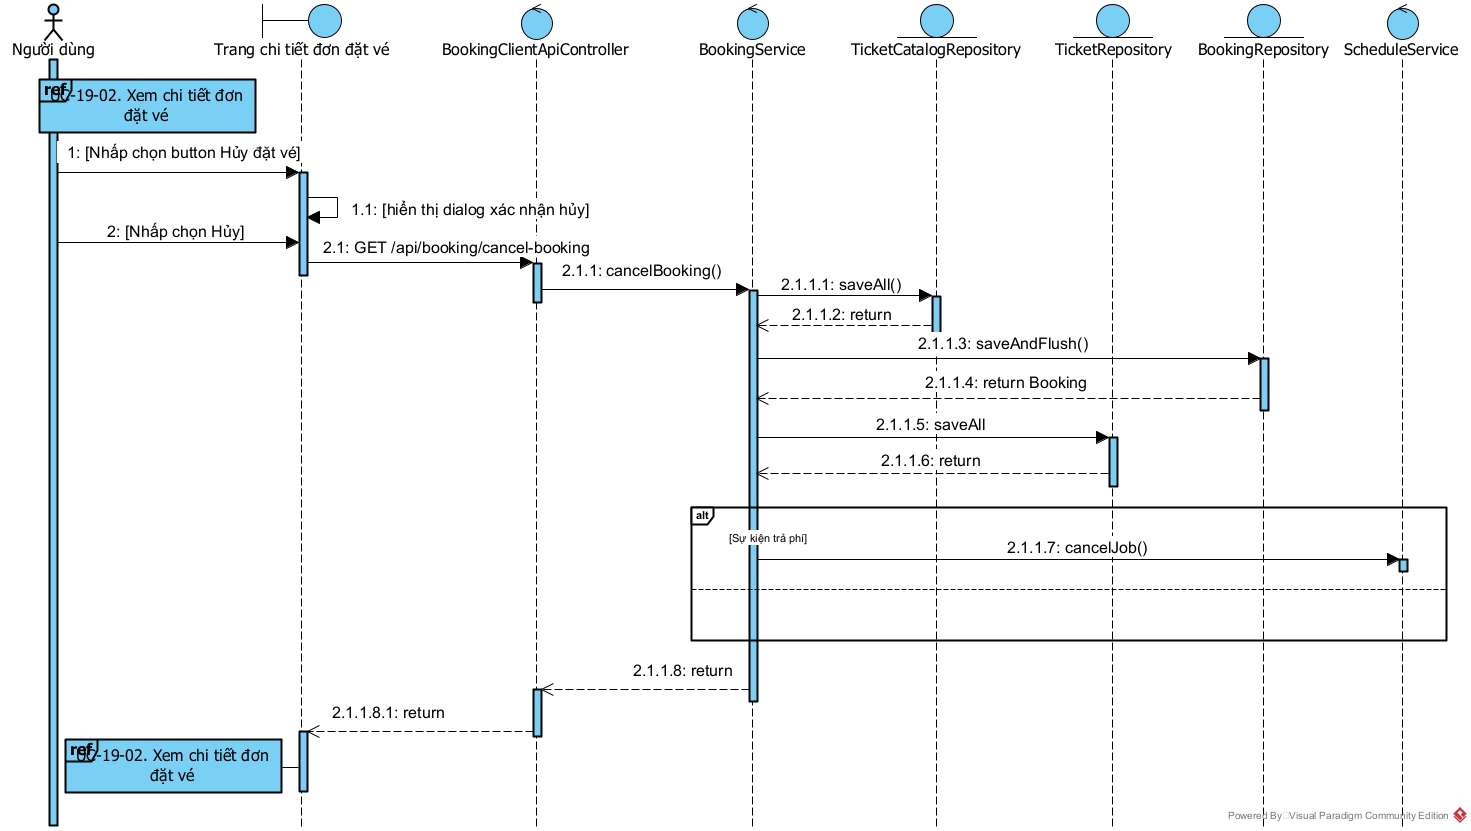 Người dùng
Trang chi tiết đơn đặt vé
BookingClientApiController
BookingService
TicketCatalogRepository
TicketRepository
BookingRepository
ScheduleService
ref
UC-19-02. Xem chi tiết đơn
đặt vé
1: [Nhấp chọn button Hủy đặt vé]
1.1: [hiển thị dialog xác nhận hủy]
2: [Nhấp chọn Hủy]
2.1: GET /api/booking/cancel-booking
2.1.1: cancelBooking()
2.1.1.1: saveAll()
2.1.1.2: return
2.1.1.3: saveAndFlush()
2.1.1.4: return Booking
2.1.1.5: saveAll
2.1.1.6: return
alt
[Sự kiện trả phí]
2.1.1.7: cancelJob()
2.1.1.8: return
2.1.1.8.1: return
ref
UC-19-02. Xem chi tiết đơn
đặt vé
Powered By Visual Paradigm Community Edition